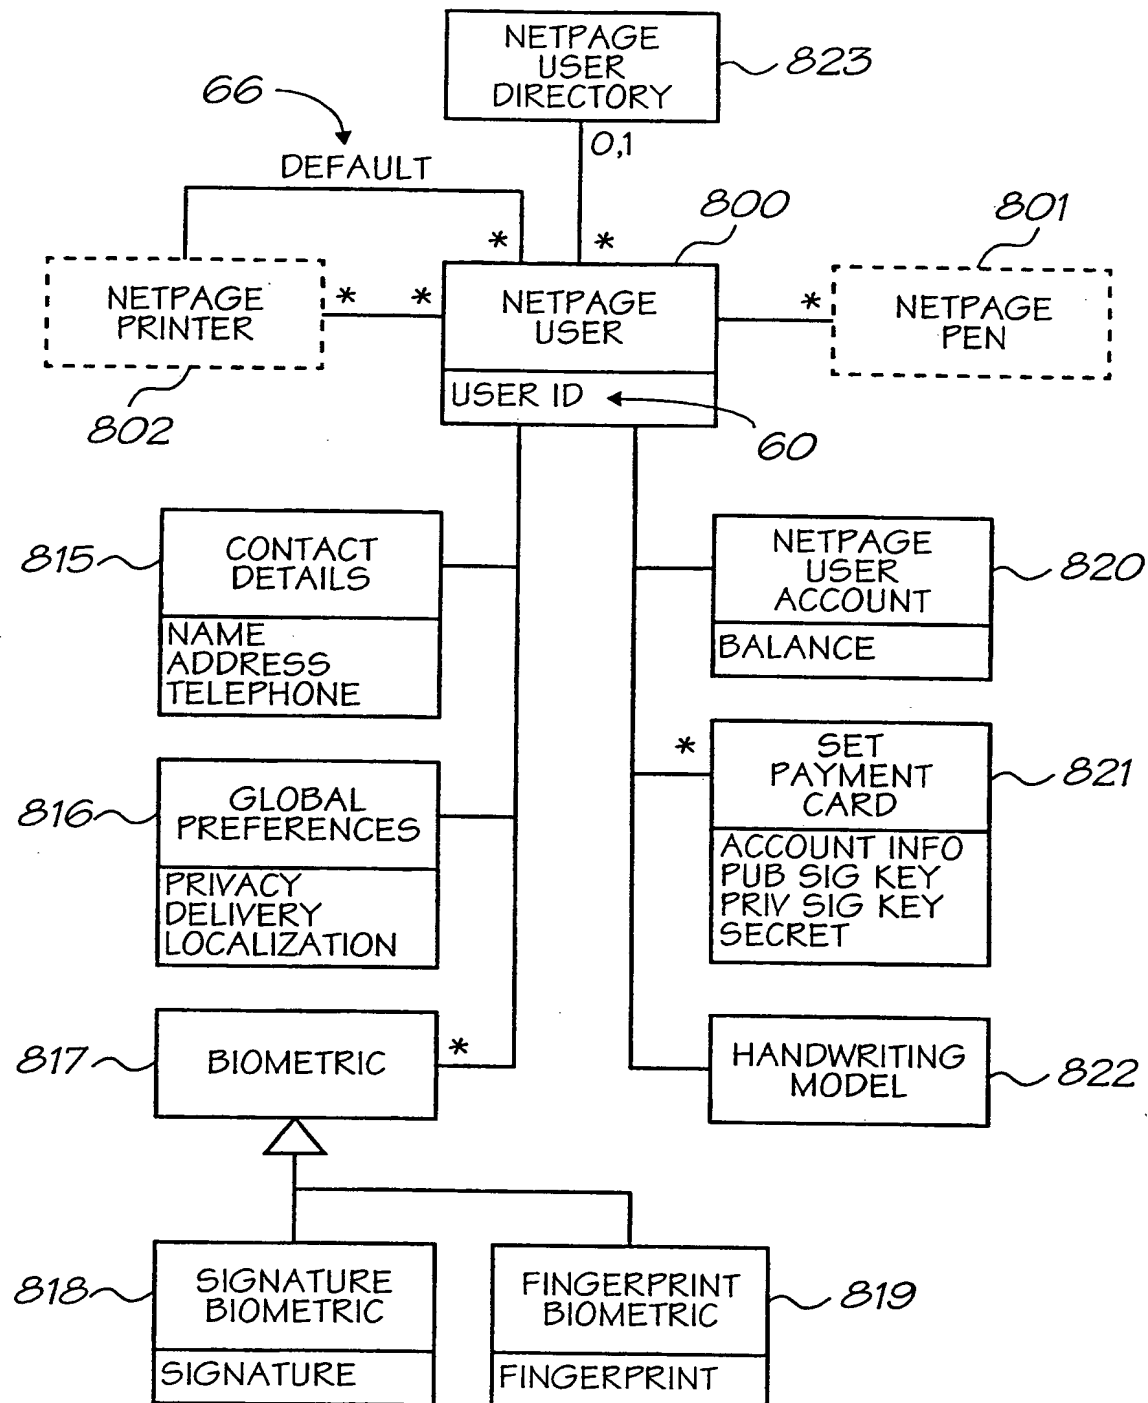 NETPAGE
USER
DIRECTORY
823
66
DEFAULT
0,1
800
801
*
*
NETPAGE
PRINTER
*
*
NETPAGE
USER
*
NETPAGE
PEN
802
USER ID
60
815
CONTACT
DETAILS
NAME
ADDRESS
TELEPHONE
NETPAGE
USER
ACCOUNT
820
BALANCE
816
GLOBAL
PREFERENCES
PRIVACY
DELIVERY
LOCALIZATION
*
SET
PAYMENT
CARD
821
ACCOUNT INFO
PUB SIG KEY
PRIV SIG KEY
SECRET
817
BIOMETRIC
*
HANDWRITING
MODEL
822
818
SIGNATURE
BIOMETRIC
SIGNATURE
FINGERPRINT
BIOMETRIC
819
FINGERPRINT